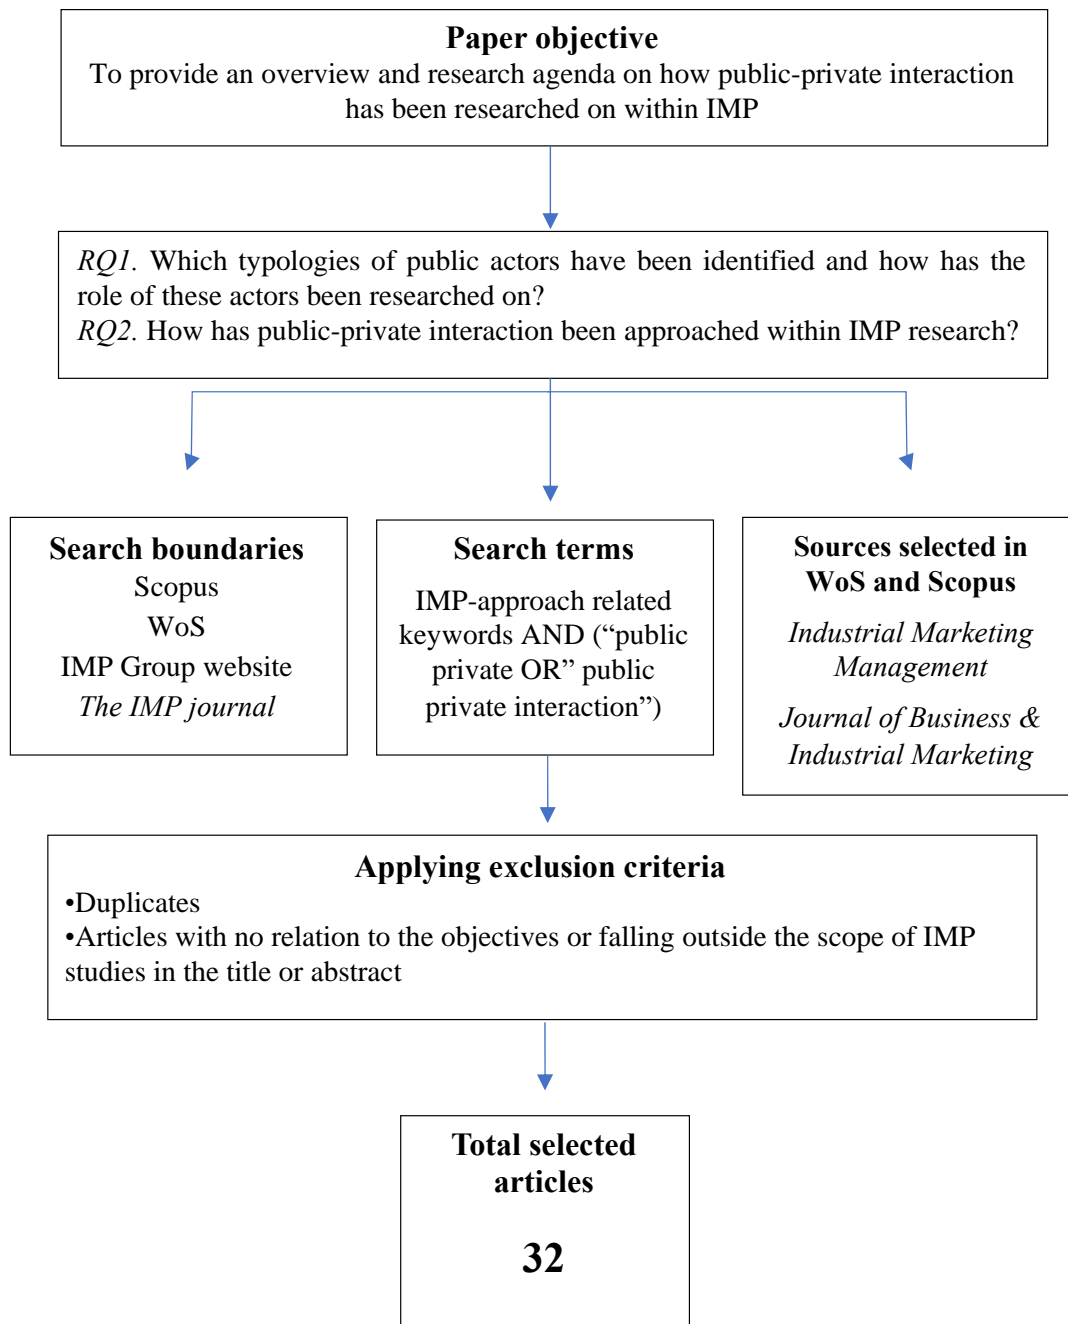 Paper objective
To provide an overview and research agenda on how public-private interaction
has been researched on within IMP
RQ1. Which typologies of public actors have been identified and how has the
role of these actors been researched on?
RQ2. How has public-private interaction been approached within IMP research?
Search boundaries
Scopus
WoS
IMP Group website
The IMP journal
Search terms
IMP-approach related
keywords AND (“public
private OR” public
private interaction”)
Sources selected in
WoS and Scopus
Industrial Marketing
Management
Journal of Business &
Industrial Marketing
Applying exclusion criteria
•Duplicates
•Articles with no relation to the objectives or falling outside the scope of IMP
studies in the title or abstract
Total selected
articles
32